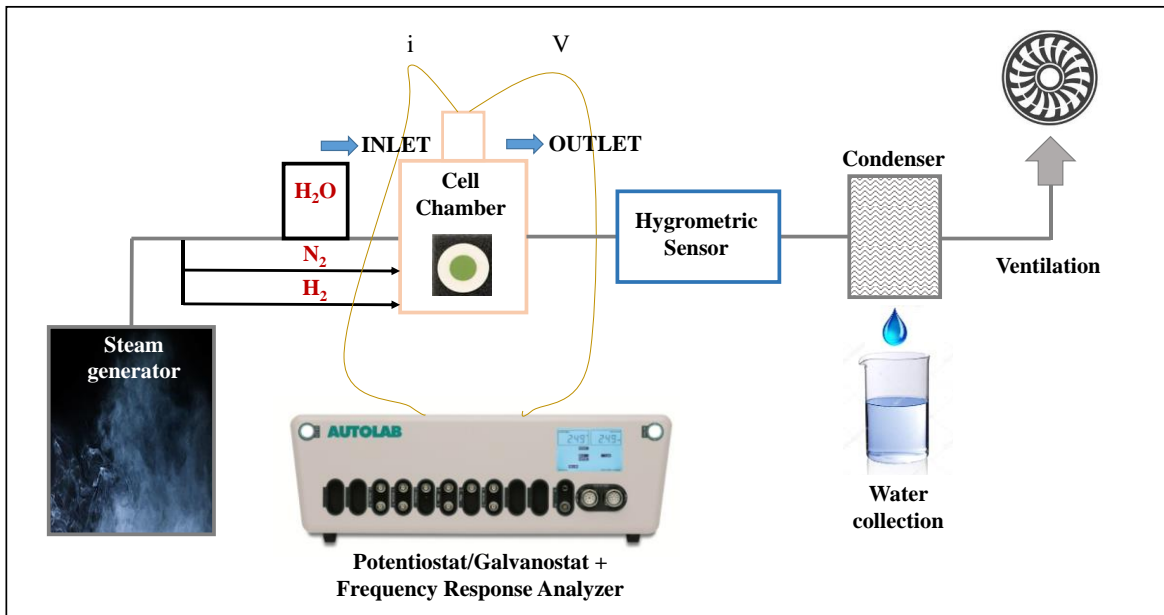 i
V
INLET
OUTLET
H₂O
Cell
Chamber
Condenser
Hygrometric
Sensor
N₂
H₂
Ventilation
Steam
generator
AUTOLAB
Water
collection
Potentiostat/Galvanostat +
Frequency Response Analyzer